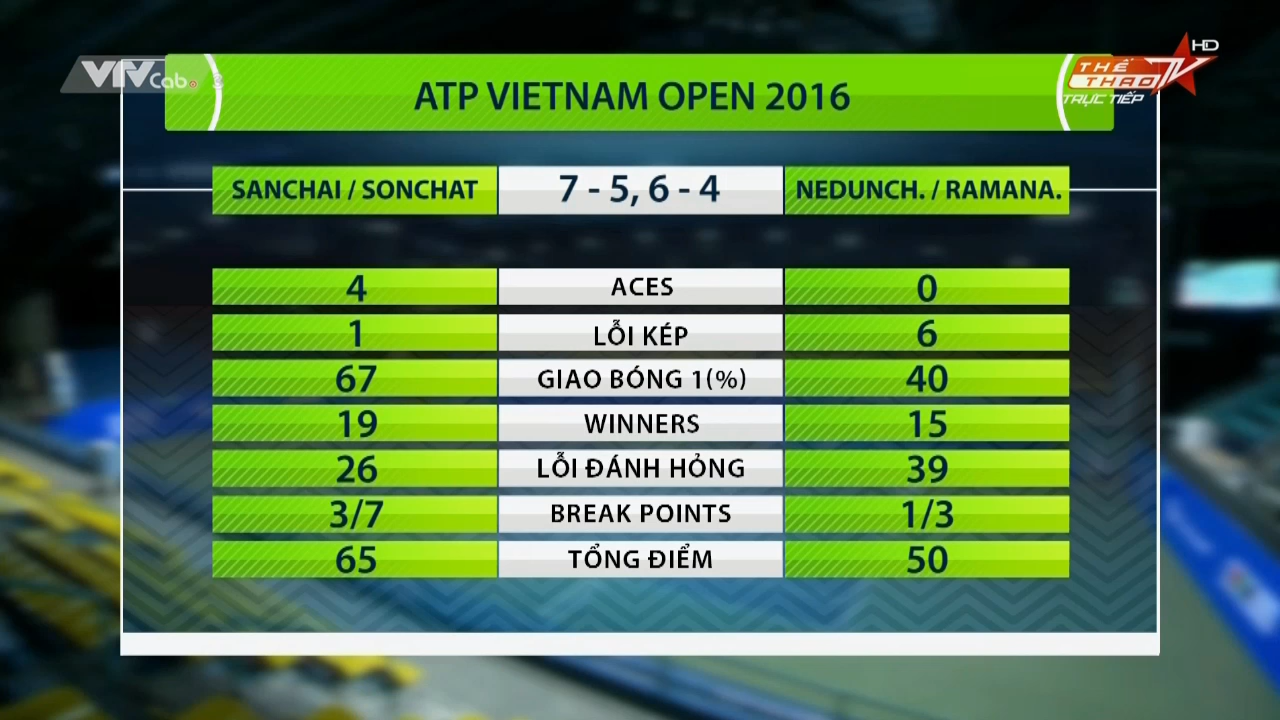 VTVCab 3
THỂ THAO TV HD
TRỰC TIẾP
ATP VIETNAM OPEN 2016
SANCHAI / SONCHAT 7 - 5, 6 - 4 NEDUNCH. / RAMANA.
4 ACES 0
1 LỖI KÉP 6
67 GIAO BÓNG 1(%) 40
19 WINNERS 15
26 LỖI ĐÁNH HỎNG 39
3/7 BREAK POINTS 1/3
65 TỔNG ĐIỂM 50